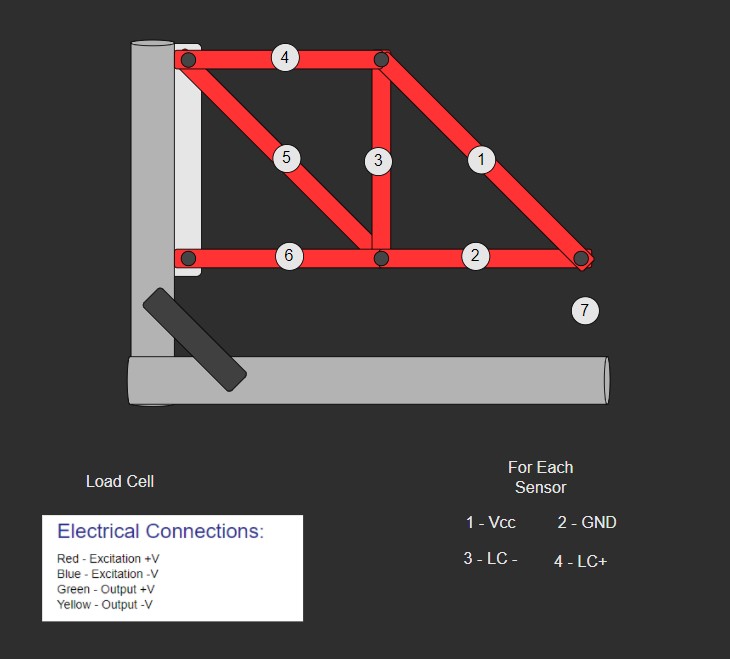 4
5
3
1
6
2
7
Load Cell
Electrical Connections:
Red - Excitation +V
Blue - Excitation -V
Green - Output +V
Yellow - Output -V
For Each
Sensor
1 - Vcc 2 - GND
3 - LC - 4 - LC+